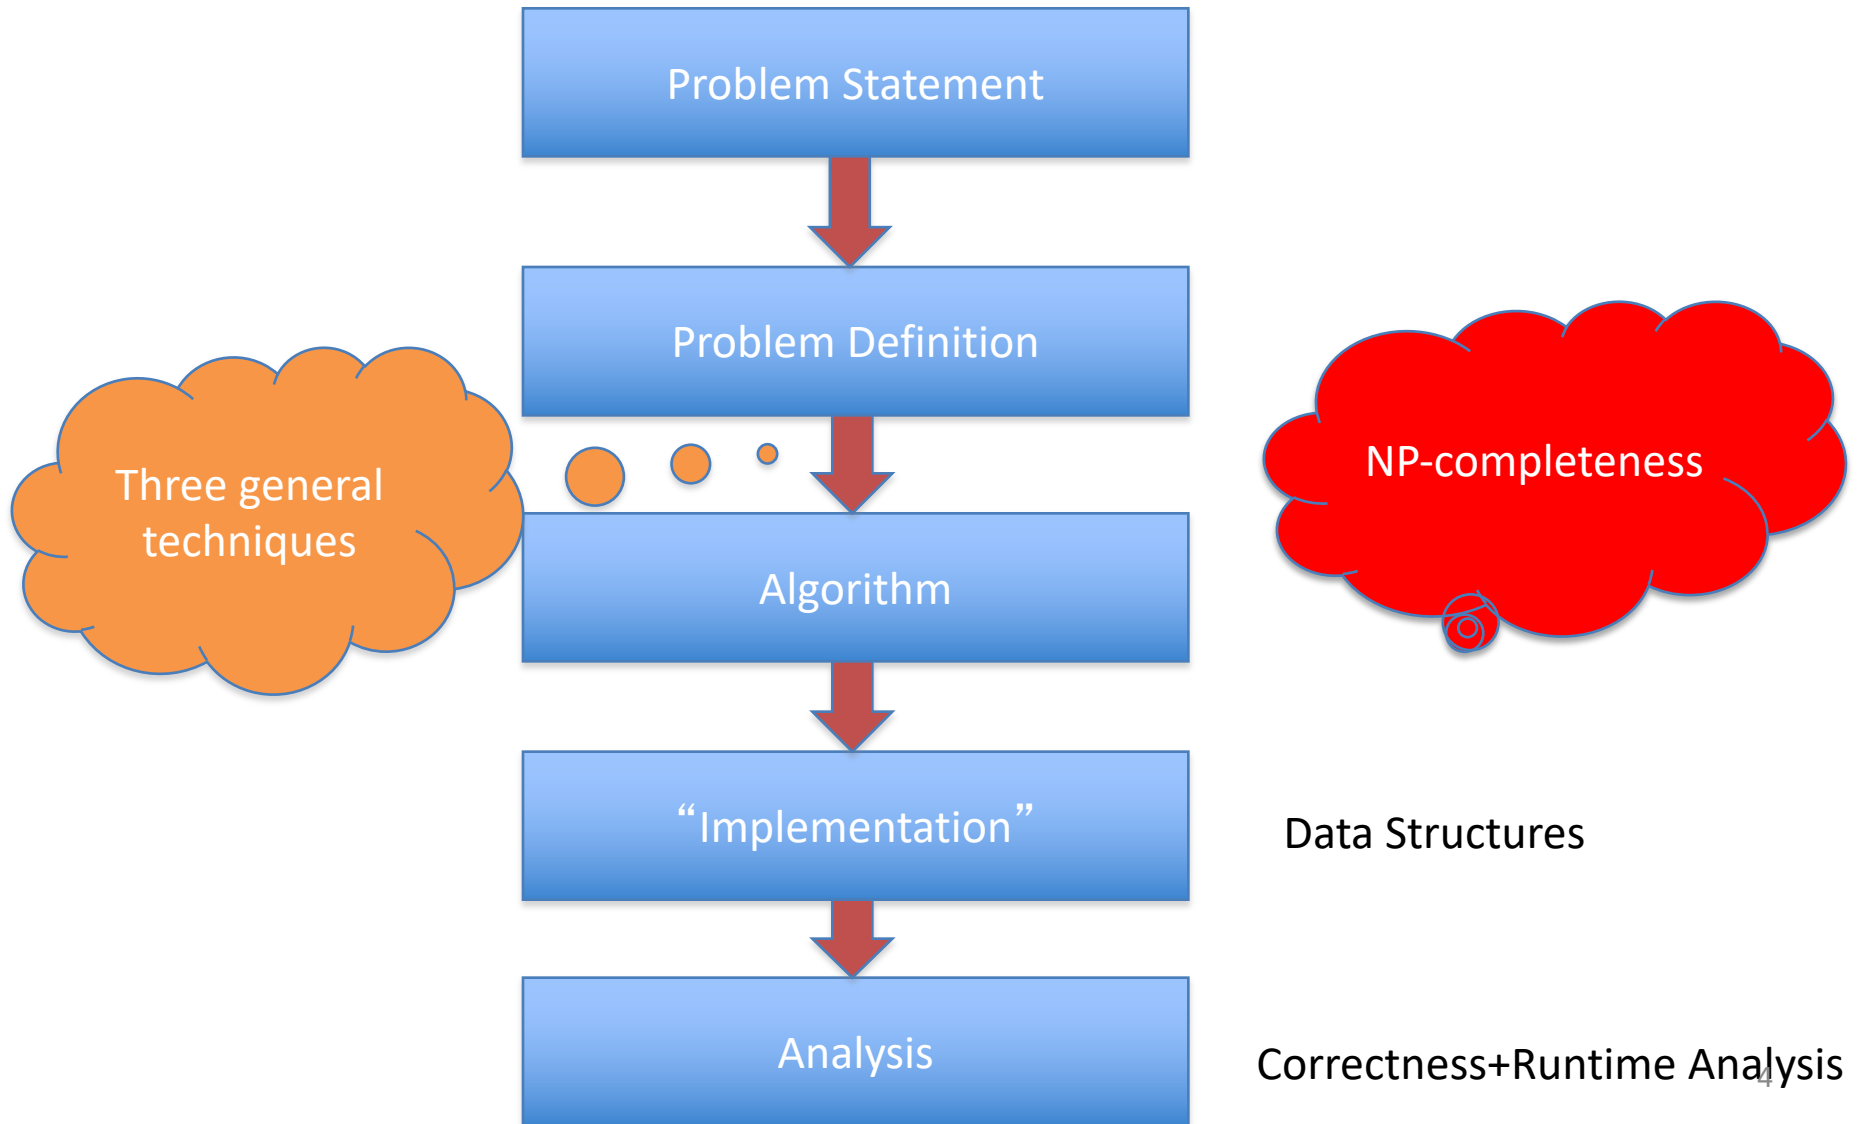 Problem Statement
Problem Definition
Three general
techniques
NP-completeness
Algorithm
“Implementation”
Data Structures
Analysis
Correctness+Runtime Analysis
4